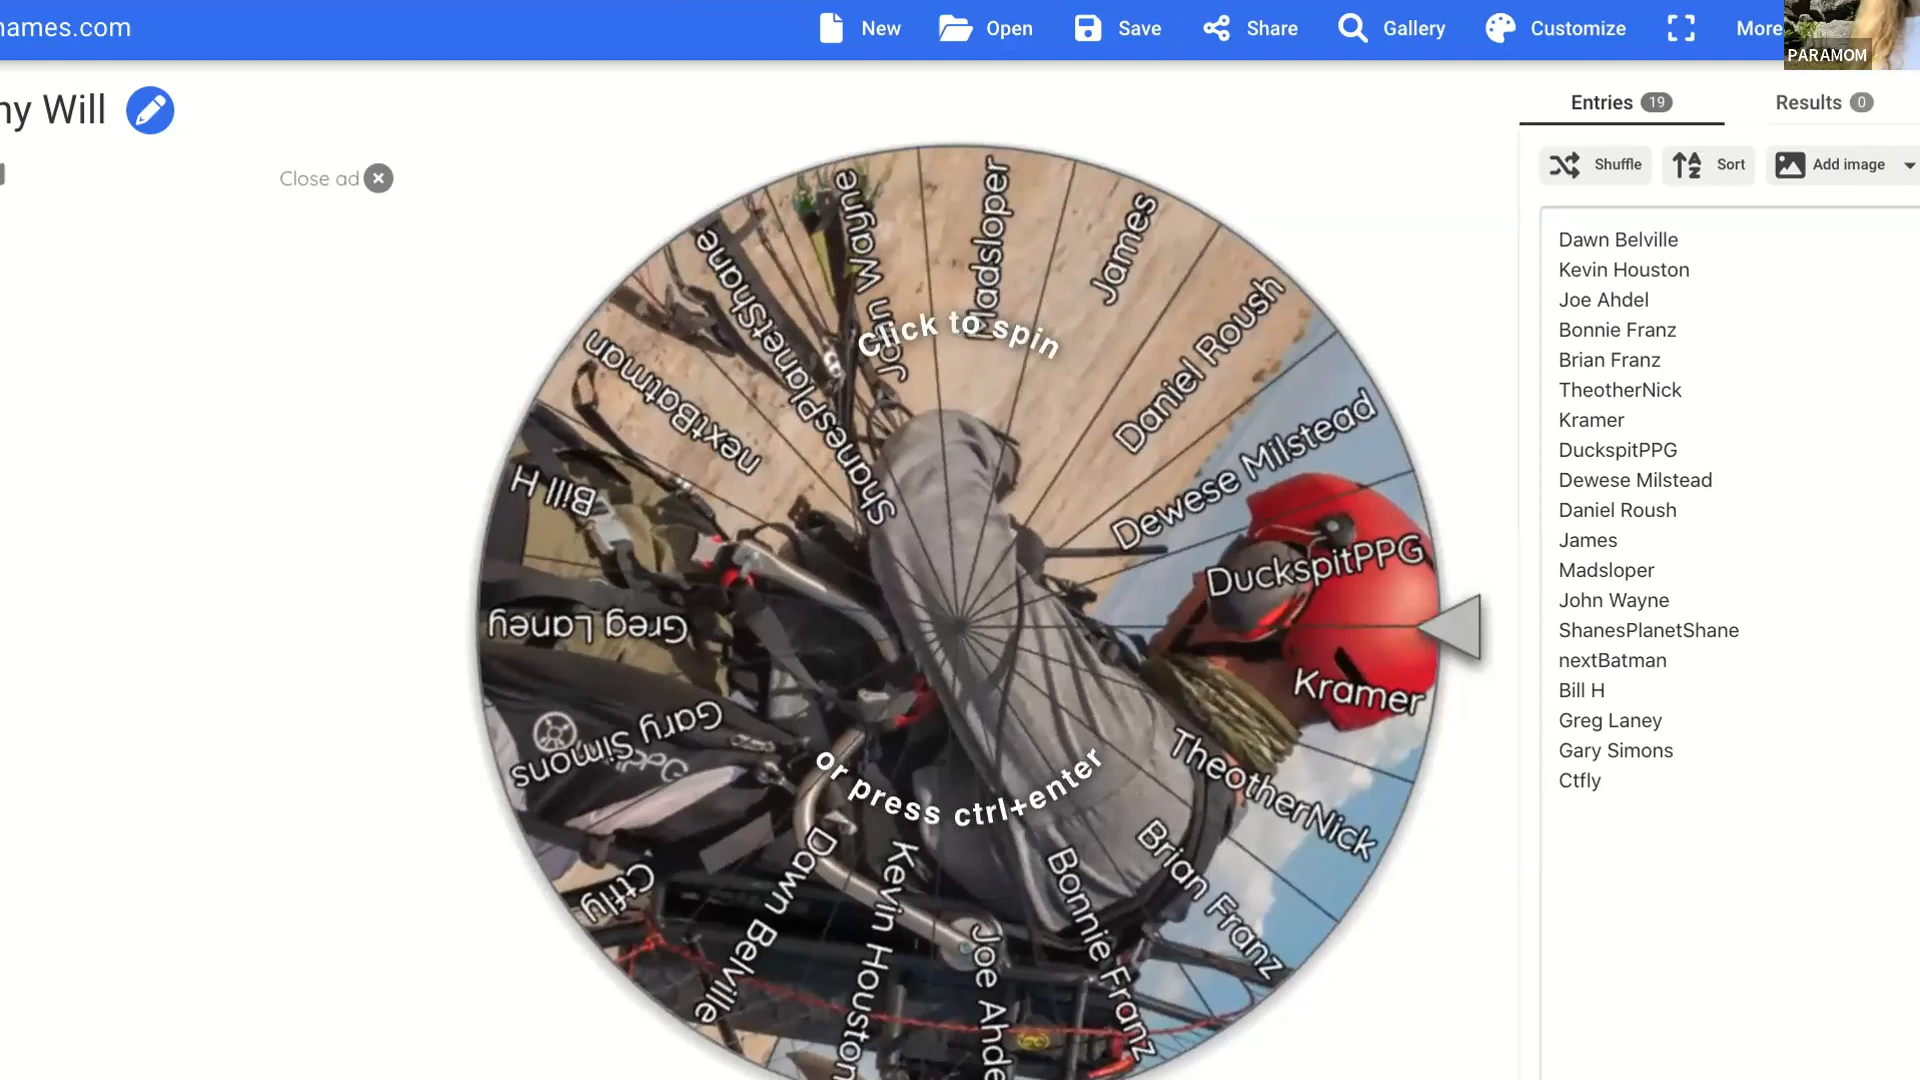 names.com
New
Open
Save
Share
Gallery
Customize
More
PARAMOM
ny Will
Close ad
Entries 19
Results 0
Shuffle
Sort
Add image
Dawn Belville
Kevin Houston
Joe Ahdel
Bonnie Franz
Brian Franz
TheotherNick
Kramer
DuckspitPPG
Dewese Milstead
Daniel Roush
James
Madsloper
John Wayne
ShanesPlanetShane
nextBatman
Bill H
Greg Laney
Gary Simons
Ctfly
John Wayne
Madsloper
James
Daniel Roush
Dewese Milstead
DuckspitPPG
Kramer
TheotherNick
Brian Franz
Bonnie Franz
Joe Ahde
Kevin Houston
Dawn Belville
Ctfly
Gary Simons
Greg Laney
Bill H
nextBatman
ShanesPlanetShane
Click to spin
or press ctrl+enter